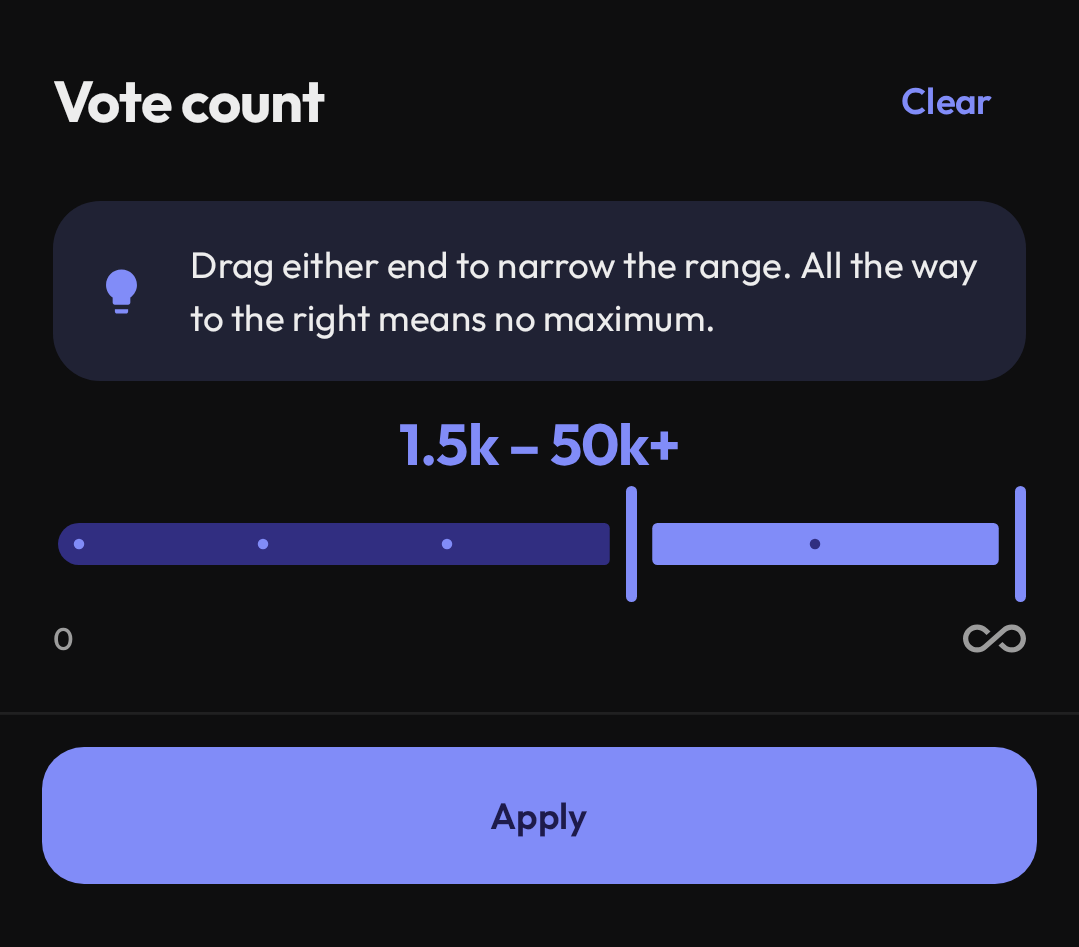 Vote count
Clear
Drag either end to narrow the range. All the way
to the right means no maximum.
1.5k – 50k+
0
∞
Apply